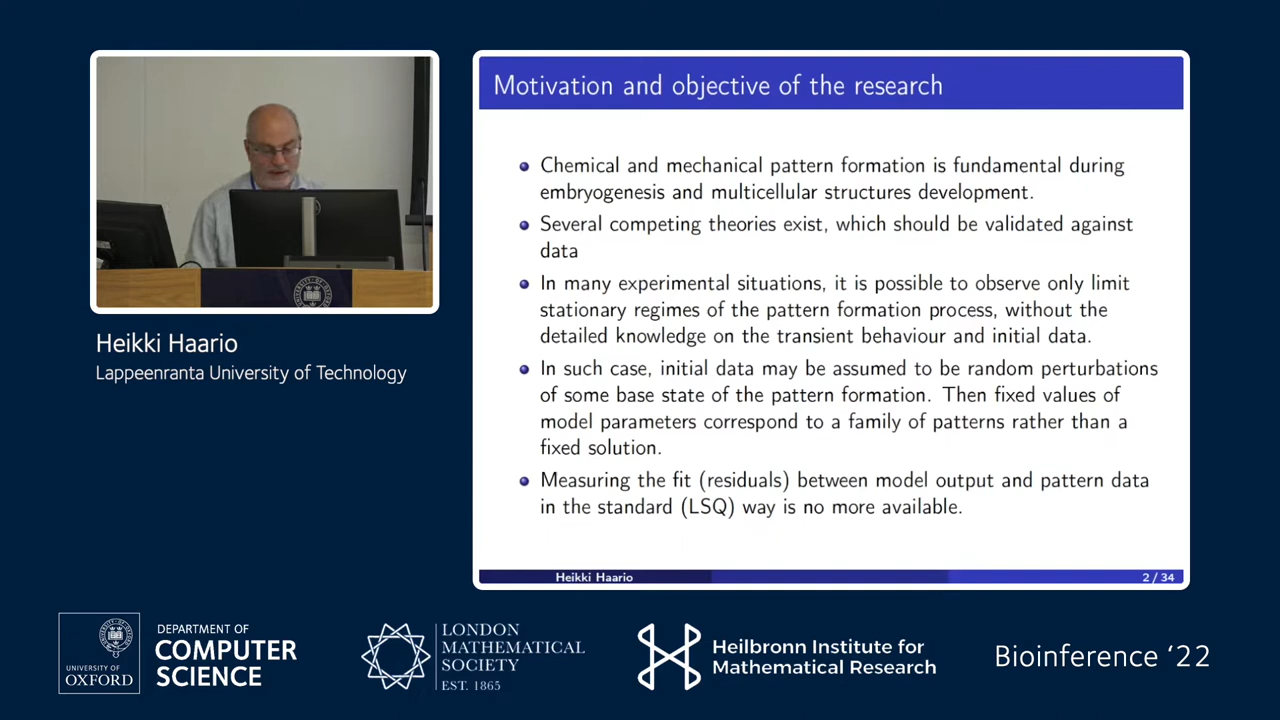 Motivation and objective of the research
Chemical and mechanical pattern formation is fundamental during
embryogenesis and multicellular structures development.
Several competing theories exist, which should be validated against
data
In many experimental situations, it is possible to observe only limit
stationary regimes of the pattern formation process, without the
detailed knowledge on the transient behaviour and initial data.
In such case, initial data may be assumed to be random perturbations
of some base state of the pattern formation. Then fixed values of
model parameters correspond to a family of patterns rather than a
fixed solution.
Measuring the fit (residuals) between model output and pattern data
in the standard (LSQ) way is no more available.
Heikki Haario
2 / 34
Heikki Haario
Lappeenranta University of Technology
UNIVERSITY OF
OXFORD
DEPARTMENT OF
COMPUTER
SCIENCE
LONDON
MATHEMATICAL
SOCIETY
EST. 1865
Heilbronn Institute for
Mathematical Research
Bioinference ‘22